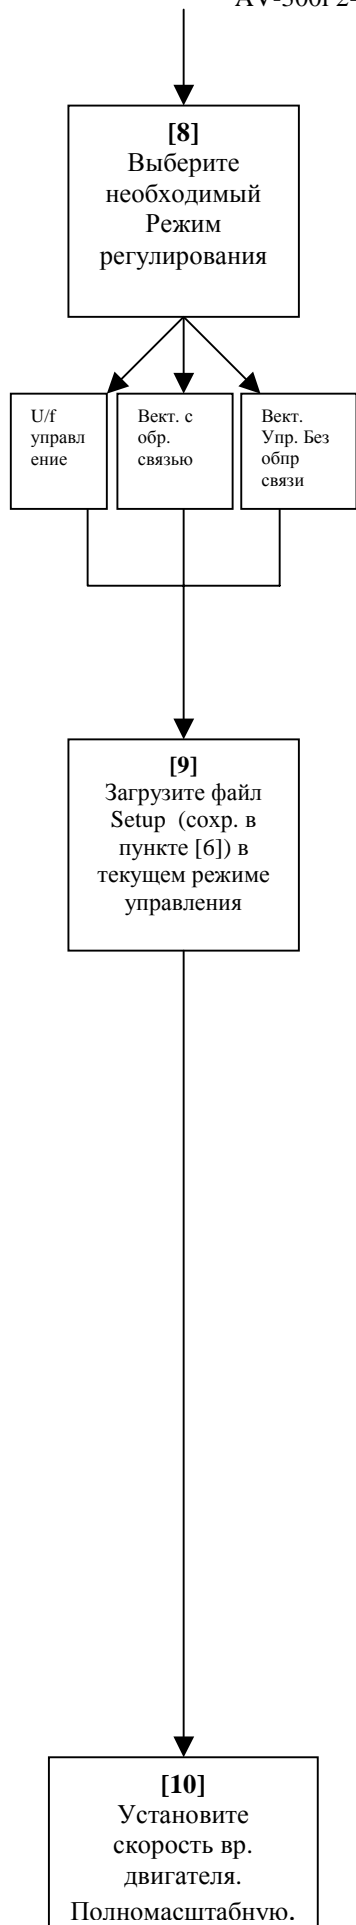 [8]
Выберите
необходимый
Режим
регулирования
U/f
управл
ение
Вект. с
обр.
связью
Вект.
Упр. Без
обпр
связи
[9]
Загрузите файл
Setup (сохр. в
пункте [6]) в
текущем режиме
управления
[10]
Установите
скорость вр.
двигателя.
Полномасштабную.